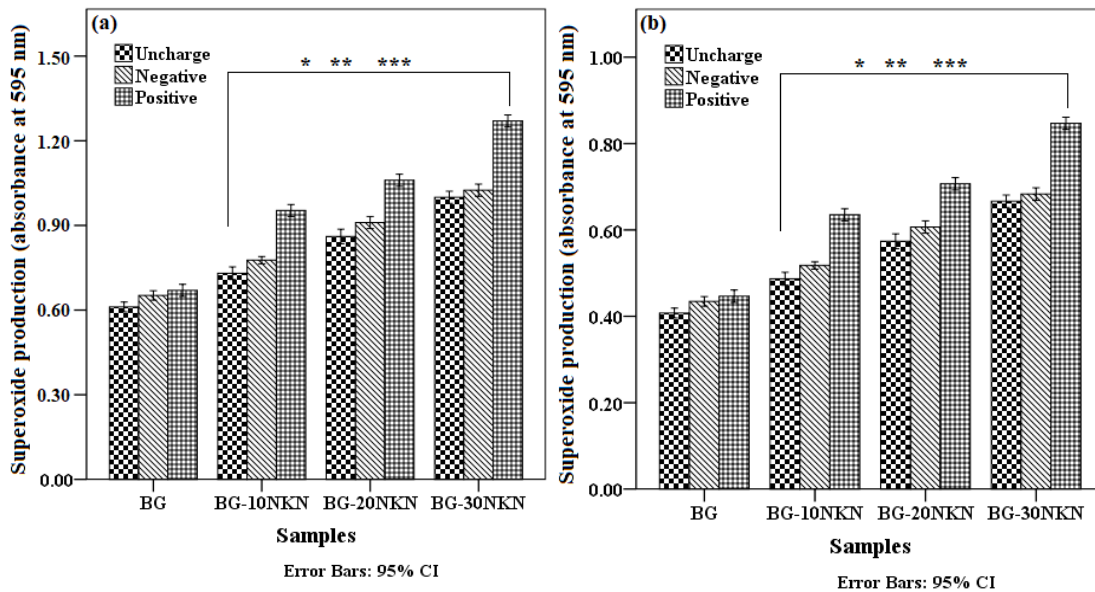 (a)
Superoxide production (absorbance at 595 nm)
1.50
1.20
0.90
0.60
0.30
0.00
Uncharge
Negative
Positive
* ** ***
BG BG-10NKN BG-20NKN BG-30NKN
Samples
Error Bars: 95% CI
(b)
Superoxide production (absorbance at 595 nm)
1.00
0.80
0.60
0.40
0.20
0.00
Uncharge
Negative
Positive
* ** ***
BG BG-10NKN BG-20NKN BG-30NKN
Samples
Error Bars: 95% CI